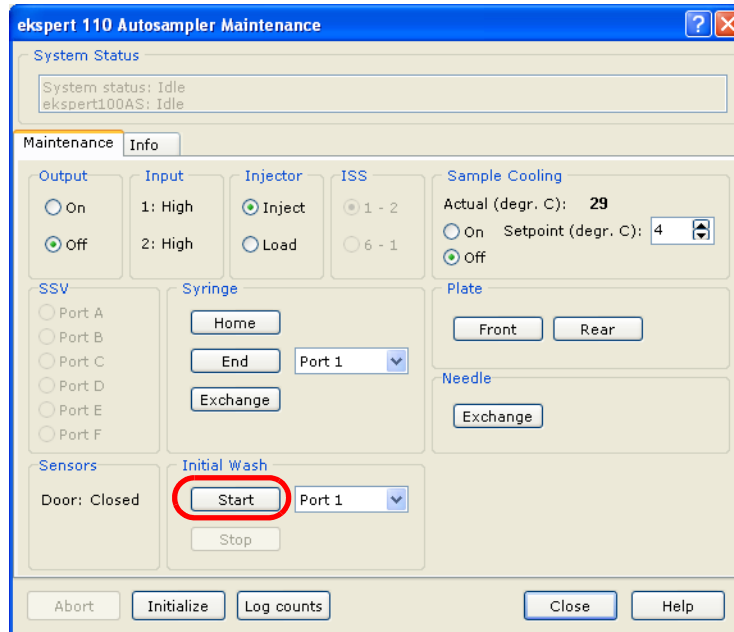 ekspert 110 Autosampler Maintenance
System Status
System status: Idle
ekspert100AS: Idle
Maintenance Info
Output Input Injector ISS Sample Cooling
On 1: High Inject 1 - 2 Actual (degr. C): 29
On Setpoint (degr. C): 4
Off 2: High Load 6 - 1 Off
SSV Syringe Plate
Port A
Home Front Rear
Port B
Port C End Port 1
Port D Needle
Port E Exchange Exchange
Port F
Sensors Initial Wash
Door: Closed Start Port 1
Stop
Abort Initialize Log counts Close Help